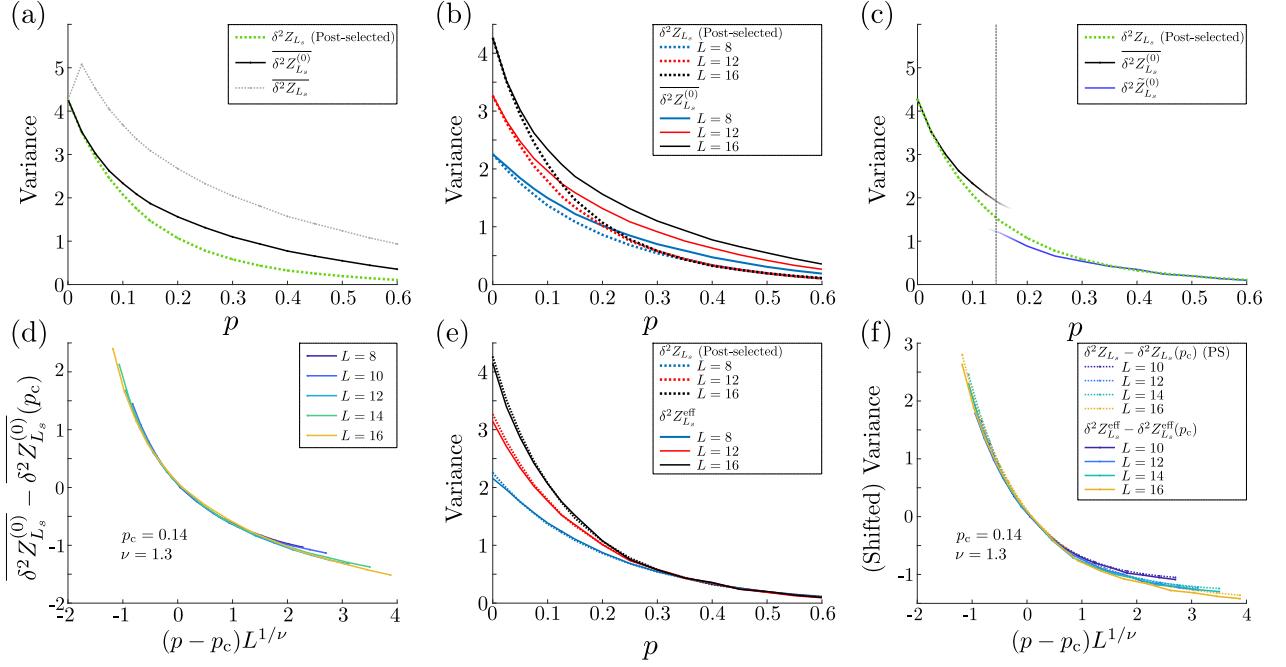 (a)
δ²Z_{L_s} (Post-selected)
\overline{δ²Z^{(0)}_{L_s}}
\overline{δ²Z_{L_s}}
Variance
5
4
3
2
1
0
0 0.1 0.2 0.3 0.4 0.5 0.6
p
(b)
δ²Z_{L_s} (Post-selected)
L = 8
L = 12
L = 16
\overline{δ²Z^{(0)}_{L_s}}
L = 8
L = 12
L = 16
Variance
4
3
2
1
0
0 0.1 0.2 0.3 0.4 0.5 0.6
p
(c)
δ²Z_{L_s} (Post-selected)
\overline{δ²Z^{(0)}_{L_s}}
δ²\tilde{Z}^{(0)}_{L_s}
Variance
5
4
3
2
1
0
0 0.1 0.2 0.3 0.4 0.5 0.6
p
(d)
L = 8
L = 10
L = 12
L = 14
L = 16
\overline{δ²Z^{(0)}_{L_s}} − \overline{δ²Z^{(0)}_{L_s}}(p_c)
2
1
0
-1
-2
p_c = 0.14
ν = 1.3
-2 -1 0 1 2 3 4
(p − p_c)L^{1/ν}
(e)
δ²Z_{L_s} (Post-selected)
L = 8
L = 12
L = 16
δ²Z^{eff}_{L_s}
L = 8
L = 12
L = 16
Variance
4
3
2
1
0
0 0.1 0.2 0.3 0.4 0.5 0.6
p
(f)
δ²Z_{L_s} − δ²Z_{L_s}(p_c) (PS)
L = 10
L = 12
L = 14
L = 16
δ²Z^{eff}_{L_s} − δ²Z^{eff}_{L_s}(p_c)
L = 10
L = 12
L = 14
L = 16
(Shifted) Variance
3
2
1
0
-1
p_c = 0.14
ν = 1.3
-2 -1 0 1 2 3 4
(p − p_c)L^{1/ν}